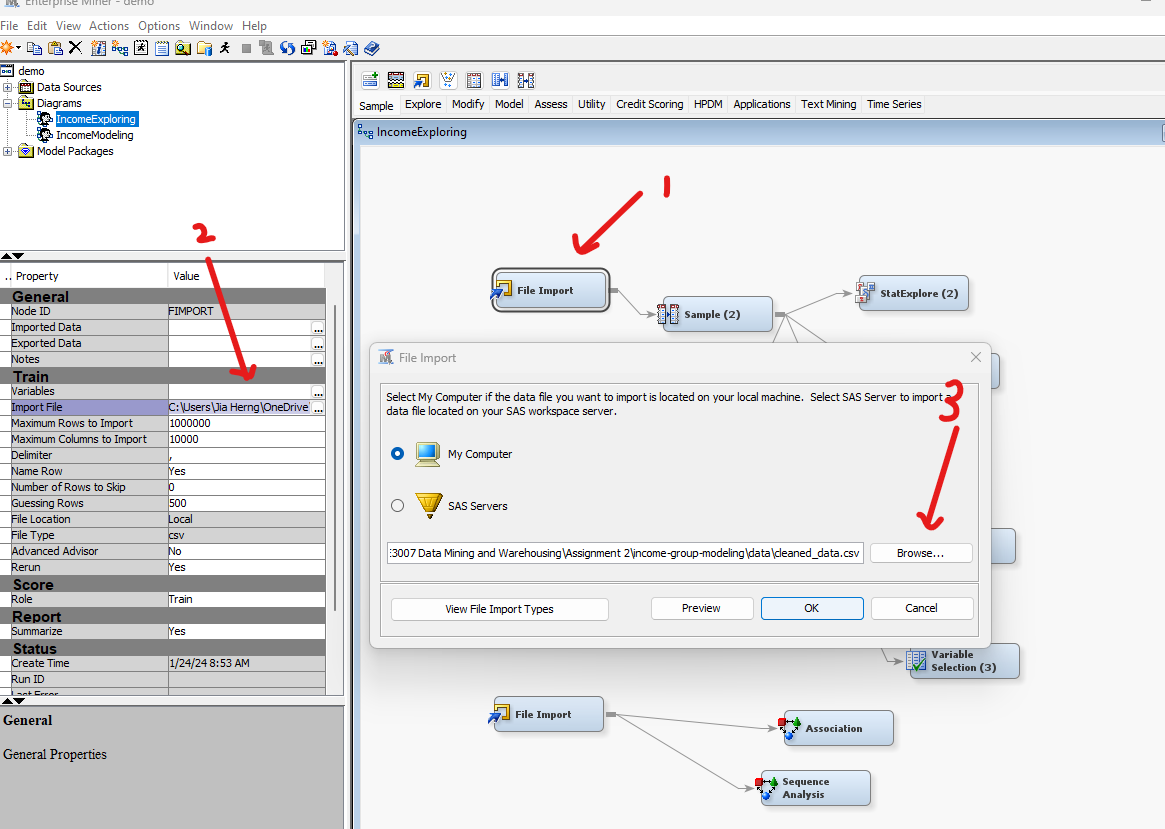 Enterprise Miner - demo
File Edit View Actions Options Window Help
demo
Data Sources
Diagrams
IncomeExploring
IncomeModeling
Model Packages
Sample Explore Modify Model Assess Utility Credit Scoring HPDM Applications Text Mining Time Series
IncomeExploring
1
2
3
.. Property Value
General
Node ID FIMPORT
Imported Data ...
Exported Data ...
Notes ...
Train
Variables ...
Import File C:\Users\Jia Herng\OneDrive ...
Maximum Rows to Import 1000000
Maximum Columns to Import 10000
Delimiter ,
Name Row Yes
Number of Rows to Skip 0
Guessing Rows 500
File Location Local
File Type csv
Advanced Advisor No
Rerun Yes
Score
Role Train
Report
Summarize Yes
Status
Create Time 1/24/24 8:53 AM
Run ID
Last Error
General
General Properties
File Import
Sample (2)
StatExplore (2)
File Import
Select My Computer if the data file you want to import is located on your local machine. Select SAS Server to import a
data file located on your SAS workspace server.
My Computer
SAS Servers
3007 Data Mining and Warehousing\Assignment 2\income-group-modeling\data\cleaned_data.csv Browse...
View File Import Types Preview OK Cancel
Variable
Selection (3)
File Import
Association
Sequence
Analysis